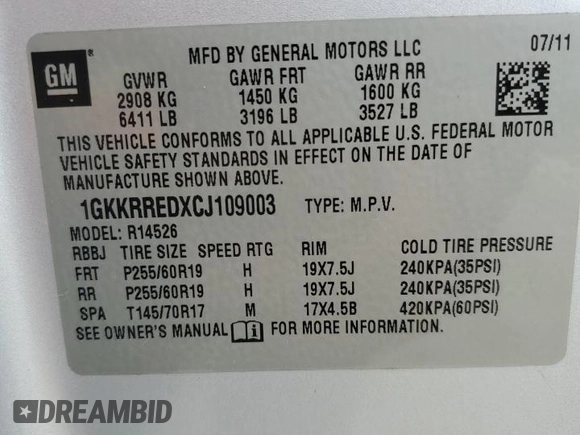 GM ® MFD BY GENERAL MOTORS LLC 07/11
GVWR GAWR FRT GAWR RR
2908 KG 1450 KG 1600 KG
6411 LB 3196 LB 3527 LB
THIS VEHICLE CONFORMS TO ALL APPLICABLE U.S. FEDERAL MOTOR
VEHICLE SAFETY STANDARDS IN EFFECT ON THE DATE OF
MANUFACTURE SHOWN ABOVE.
1GKKRREDXCJ109003 TYPE: M.P.V.
MODEL: R14526
RBBJ TIRE SIZE SPEED RTG RIM COLD TIRE PRESSURE
FRT P255/60R19 H 19X7.5J 240KPA(35PSI)
RR P255/60R19 H 19X7.5J 240KPA(35PSI)
SPA T145/70R17 M 17X4.5B 420KPA(60PSI)
SEE OWNER'S MANUAL FOR MORE INFORMATION.
DREAMBID